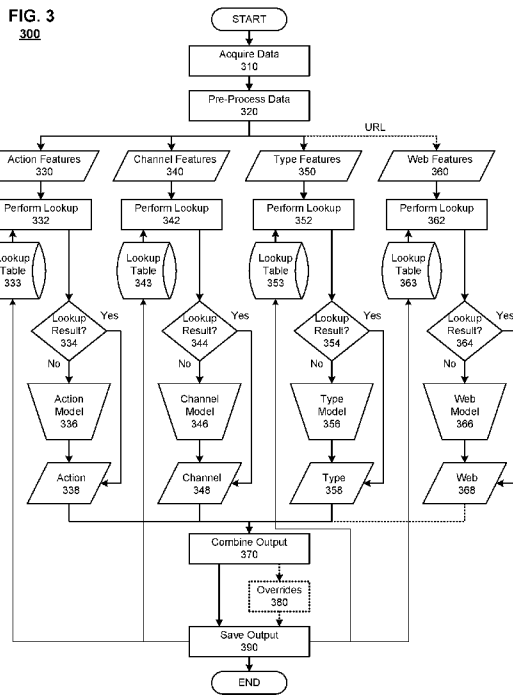 FIG. 3
300
START
Acquire Data
310
Pre-Process Data
320
URL
Action Features
330
Channel Features
340
Type Features
350
Web Features
360
Perform Lookup
332
Perform Lookup
342
Perform Lookup
352
Perform Lookup
362
Lookup
Table
333
Lookup
Table
343
Lookup
Table
353
Lookup
Table
363
Lookup
Result?
334
Yes
No
Lookup
Result?
344
Yes
No
Lookup
Result?
354
Yes
No
Lookup
Result?
364
Yes
No
Action
Model
336
Channel
Model
346
Type
Model
356
Web
Model
366
Action
338
Channel
348
Type
358
Web
368
Combine Output
370
Overrides
380
Save Output
390
END